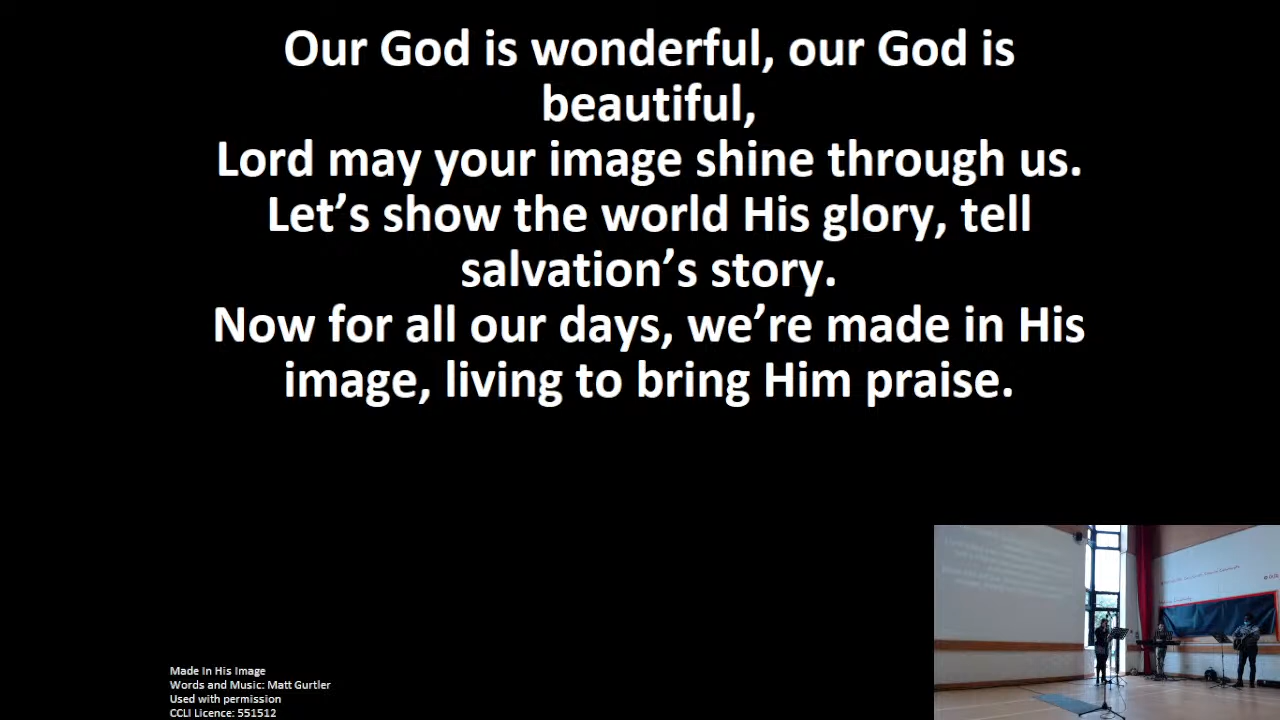 Our God is wonderful, our God is
beautiful,
Lord may your image shine through us.
Let’s show the world His glory, tell
salvation’s story.
Now for all our days, we’re made in His
image, living to bring Him praise.
Made In His Image
Words and Music: Matt Gurtler
Used with permission
CCLI Licence: 551512